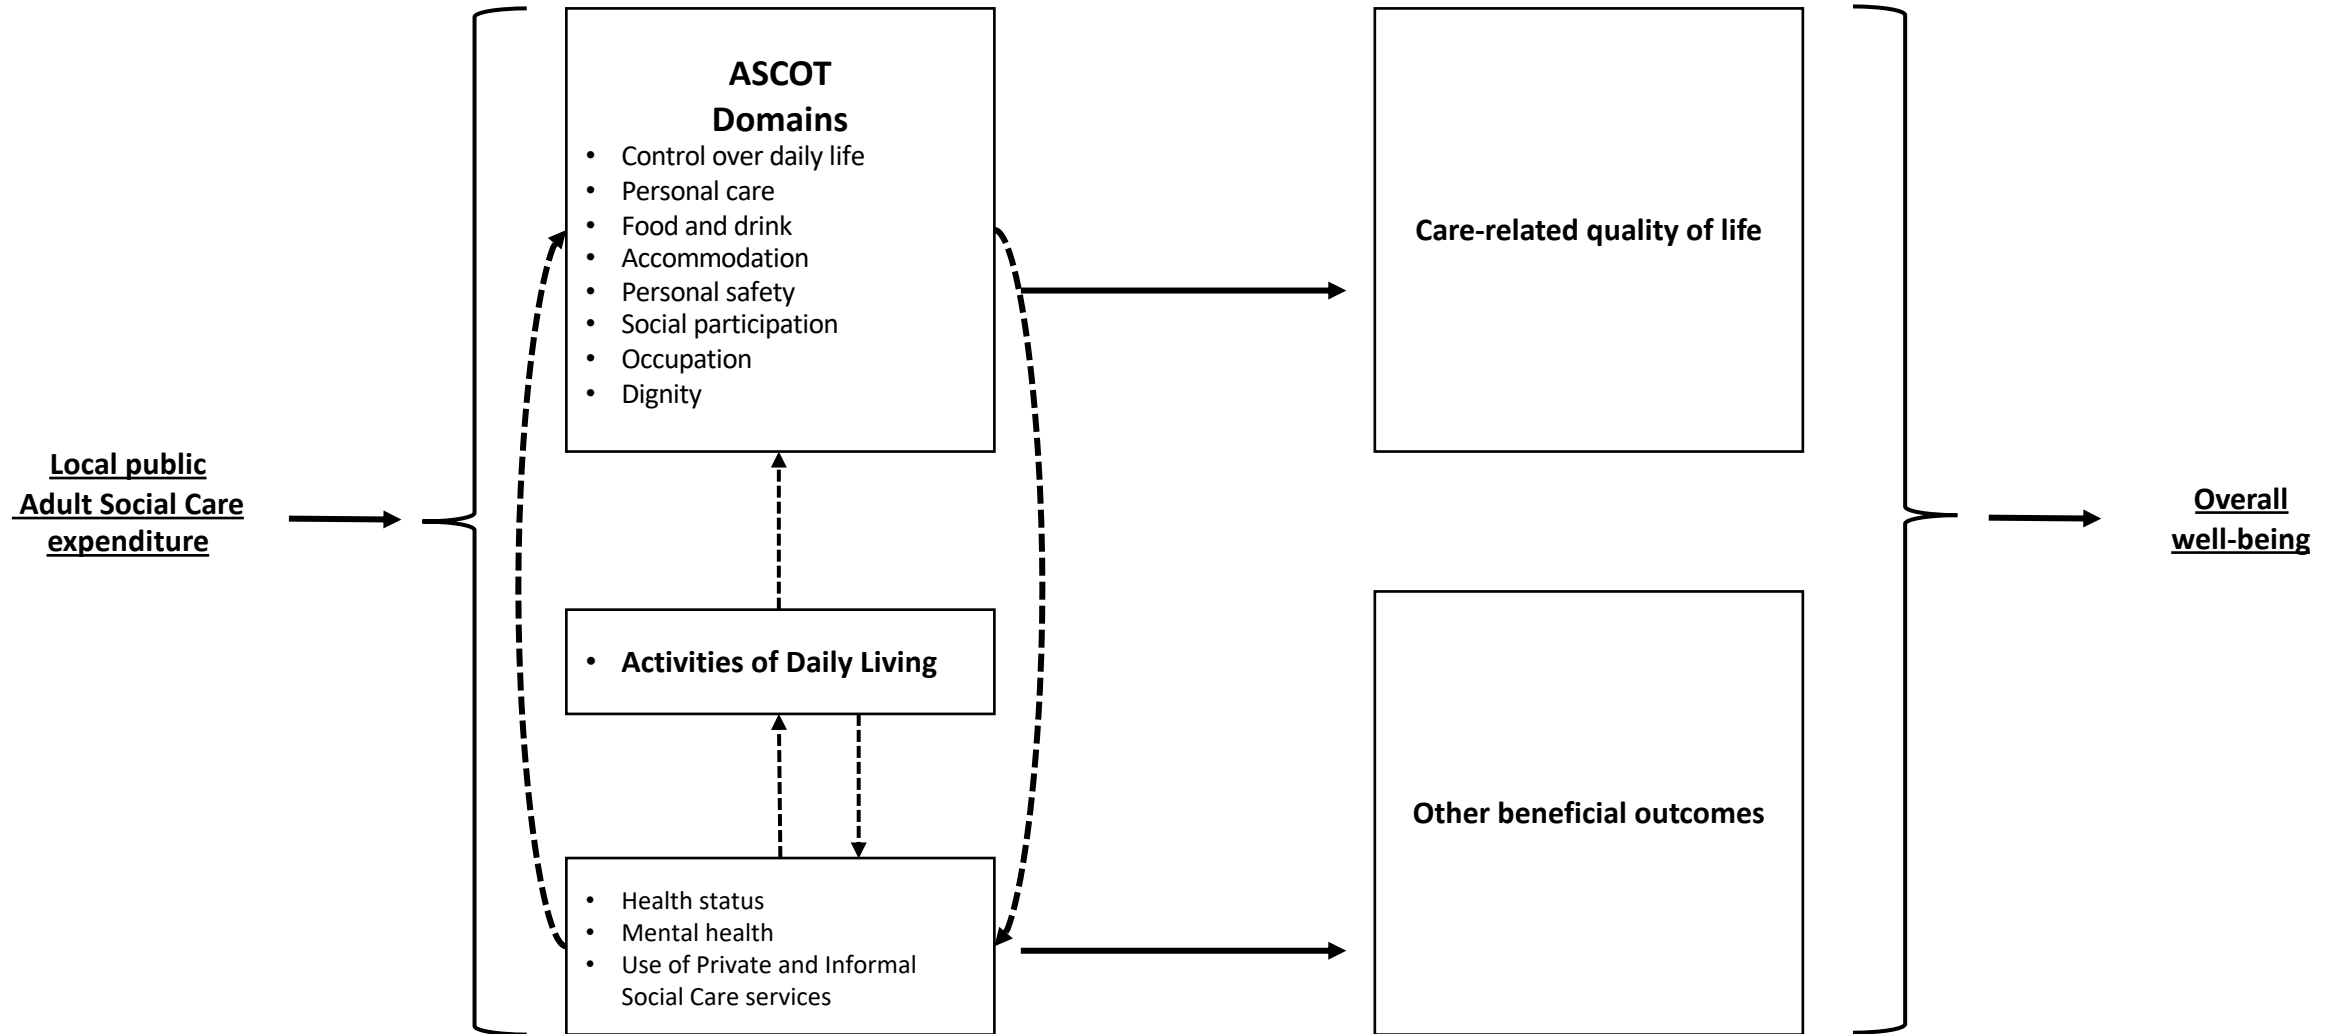 Local public
Adult Social Care
expenditure
ASCOT
Domains
• Control over daily life
• Personal care
• Food and drink
• Accommodation
• Personal safety
• Social participation
• Occupation
• Dignity
• Activities of Daily Living
• Health status
• Mental health
• Use of Private and Informal
Social Care services
Care-related quality of life
Other beneficial outcomes
Overall
well-being